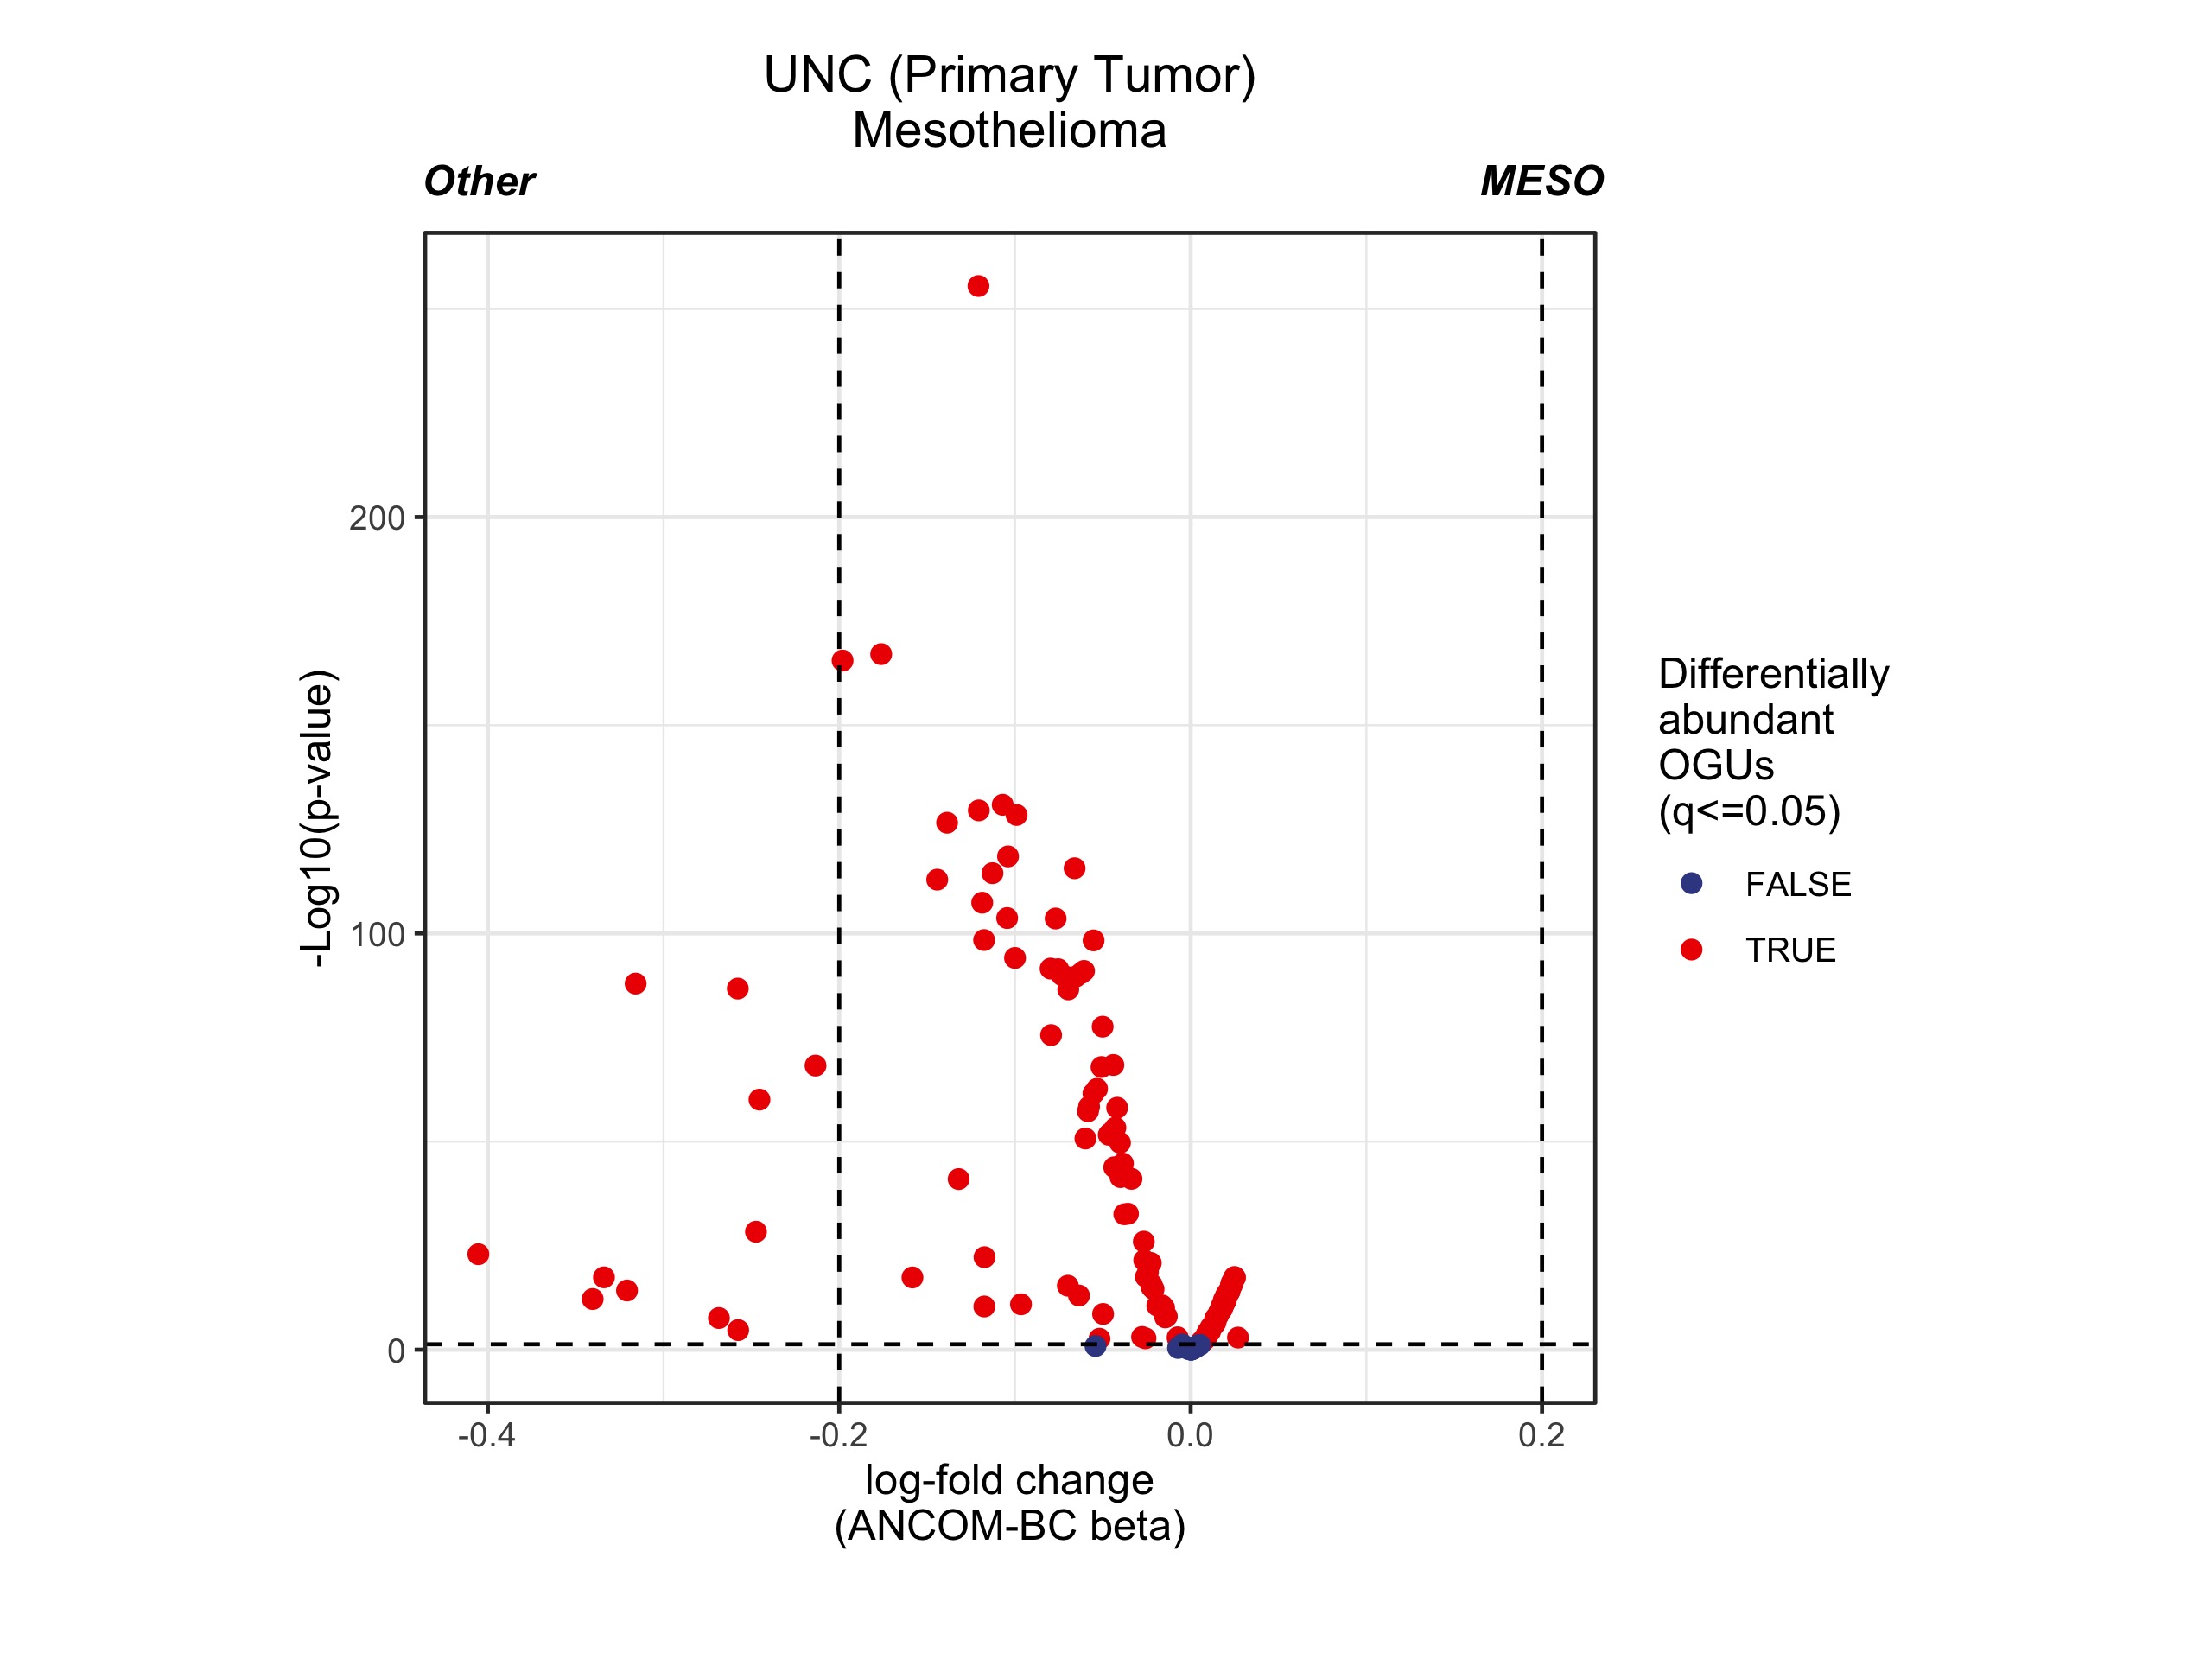 UNC (Primary Tumor)
Mesothelioma
Other
MESO
200
100
0
-Log10(p-value)
-0.4
-0.2
0.0
0.2
log-fold change
(ANCOM-BC beta)
Differentially
abundant
OGUs
(q<=0.05)
FALSE
TRUE